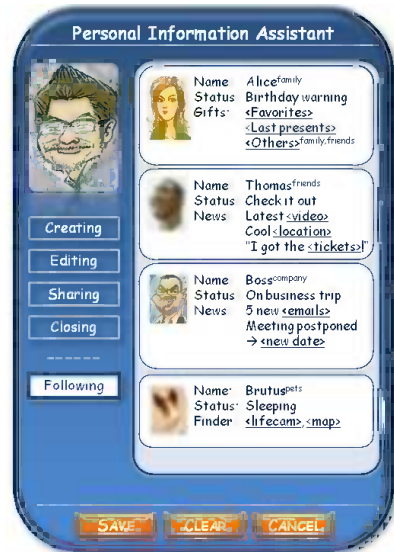 Personal Information Assistant
Name Alice family
Status Birthday warning
Gifts: <Favorites>
<Last presents>
<Others> family, friends
Name Thomas friends
Status Check it out
News Latest <video>
Cool <location>
"I got the <tickets>!"
Name Boss company
Status On business trip
News 5 new <emails>
Meeting postponed
→ <new date>
Name: Brutus pets
Status: Sleeping
Finder <lifecam>, <map>
Creating
Editing
Sharing
Closing
------
Following
SAVE CLEAR CANCEL